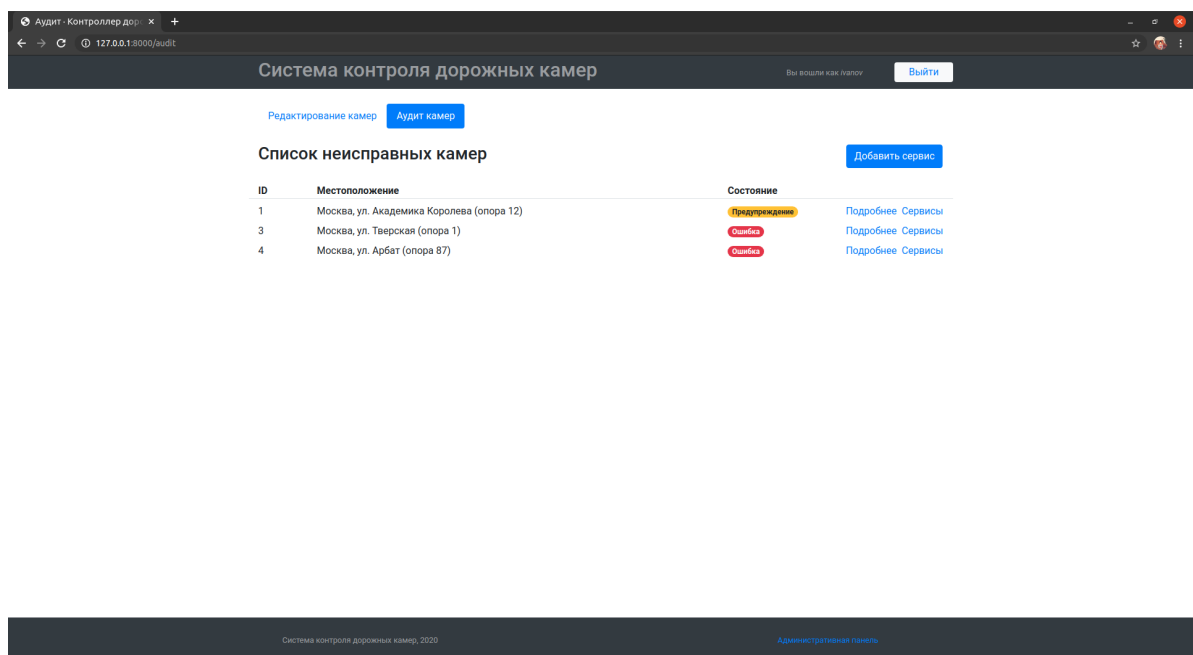 Аудит · Контроллер доро
127.0.0.1:8000/audit
Система контроля дорожных камер
Вы вошли как ivanov
Выйти
Редактирование камер
Аудит камер
Список неисправных камер
Добавить сервис
ID Местоположение Состояние
1 Москва, ул. Академика Королева (опора 12) Предупреждение Подробнее Сервисы
3 Москва, ул. Тверская (опора 1) Ошибка Подробнее Сервисы
4 Москва, ул. Арбат (опора 87) Ошибка Подробнее Сервисы
Система контроля дорожных камер, 2020
Административная панель